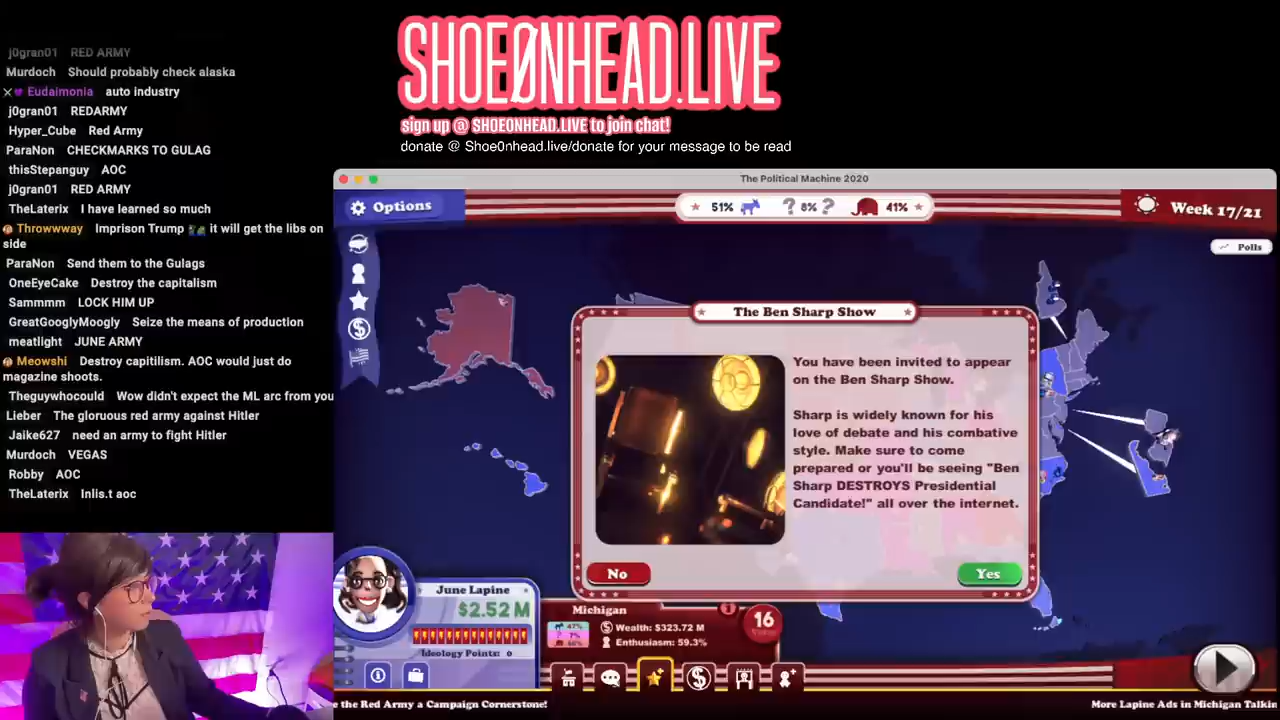 j0gran01 RED ARMY
Murdoch Should probably check alaska
Eudaimonia auto industry
j0gran01 REDARMY
Hyper_Cube Red Army
ParaNon CHECKMARKS TO GULAG
thisStepanguy AOC
j0gran01 RED ARMY
TheLaterix I have learned so much
Throwwway Imprison Trump it will get the libs on
side
ParaNon Send them to the Gulags
OneEyeCake Destroy the capitalism
Sammmm LOCK HIM UP
GreatGooglyMoogly Seize the means of production
meatlight JUNE ARMY
Meowshi Destroy capitilism. AOC would just do
magazine shoots.
Theguywhocould Wow didn't expect the ML arc from you
Lieber The gloruous red army against Hitler
Jaike627 need an army to fight Hitler
Murdoch VEGAS
Robby AOC
TheLaterix Inlis.t aoc
SHOEØNHEAD.LIVE
sign up @ SHOE0NHEAD.LIVE to join chat!
donate @ Shoe0nhead.live/donate for your message to be read
The Political Machine 2020
Options
51% ? 8% ? 41%
Week 17/21
Polls
The Ben Sharp Show
You have been invited to appear
on the Ben Sharp Show.
Sharp is widely known for his
love of debate and his combative
style. Make sure to come
prepared or you'll be seeing "Ben
Sharp DESTROYS Presidential
Candidate!" all over the internet.
No
Yes
June Lapine
$2.52 M
Ideology Points: 0
Michigan
47%
7%
Wealth: $323.72 M
Enthusiasm: 59.3%
16
e the Red Army a Campaign Cornerstone!
More Lapine Ads in Michigan Talkin